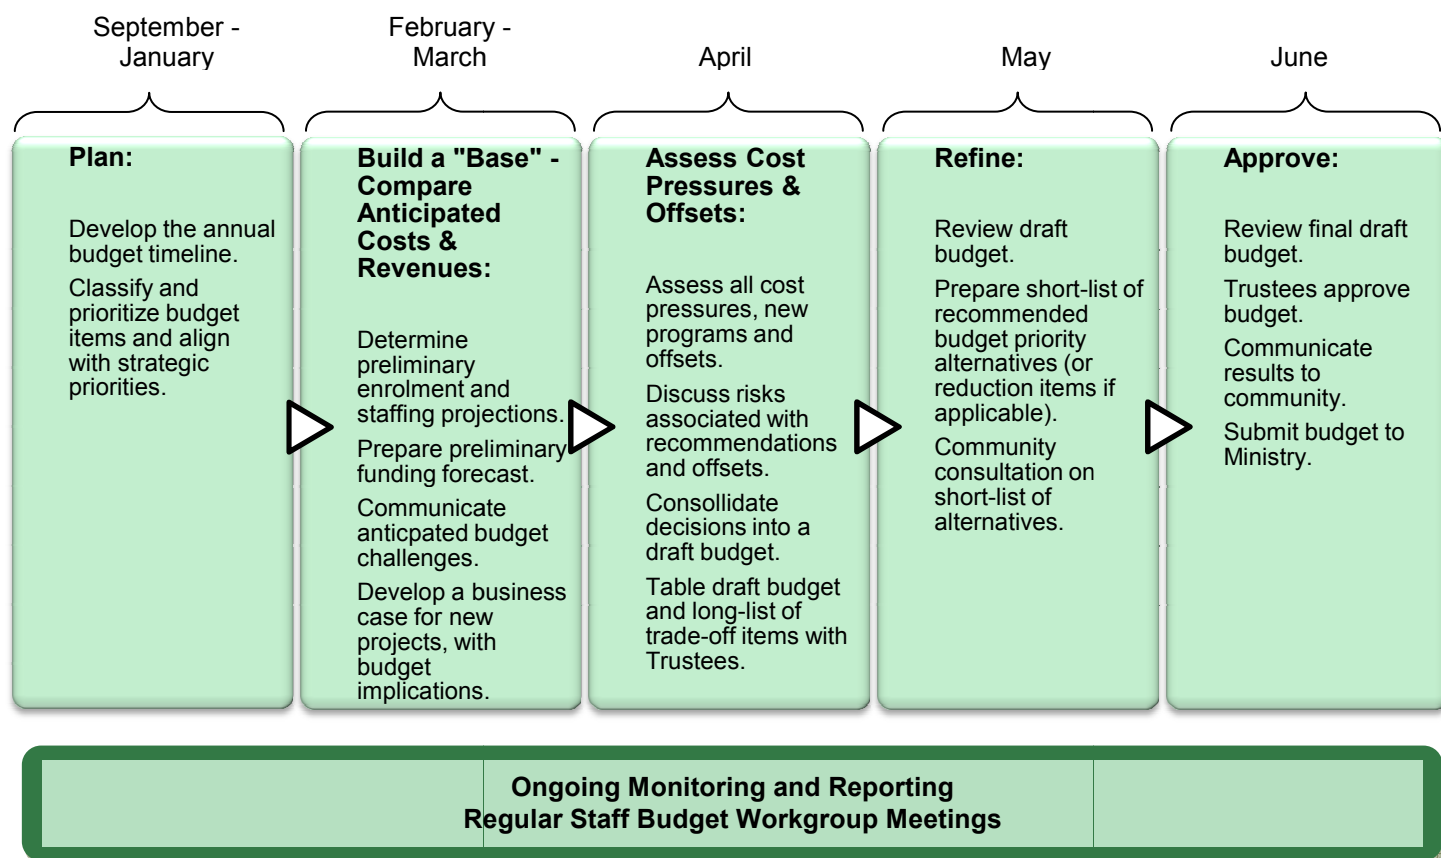 September -
January
February -
March
April
May
June
Plan:
Develop the annual
budget timeline.
Classify and
prioritize budget
items and align
with strategic
priorities.
Build a "Base" -
Compare
Anticipated
Costs &
Revenues:
Determine
preliminary
enrolment and
staffing projections.
Prepare preliminary
funding forecast.
Communicate
anticpated budget
challenges.
Develop a business
case for new
projects, with
budget
implications.
Assess Cost
Pressures &
Offsets:
Assess all cost
pressures, new
programs and
offsets.
Discuss risks
associated with
recommendations
and offsets.
Consollidate
decisions into a
draft budget.
Table draft budget
and long-list of
trade-off items with
Trustees.
Refine:
Review draft
budget.
Prepare short-list of
recommended
budget priority
alternatives (or
reduction items if
applicable).
Community
consultation on
short-list of
alternatives.
Approve:
Review final draft
budget.
Trustees approve
budget.
Communicate
results to
community.
Submit budget to
Ministry.
Ongoing Monitoring and Reporting
Regular Staff Budget Workgroup Meetings